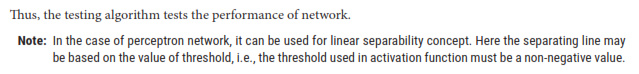 Thus, the testing algorithm tests the performance of network.
Note: In the case of perceptron network, it can be used for linear separability concept. Here the separating line may
be based on the value of threshold, i.e., the threshold used in activation function must be a non-negative value.